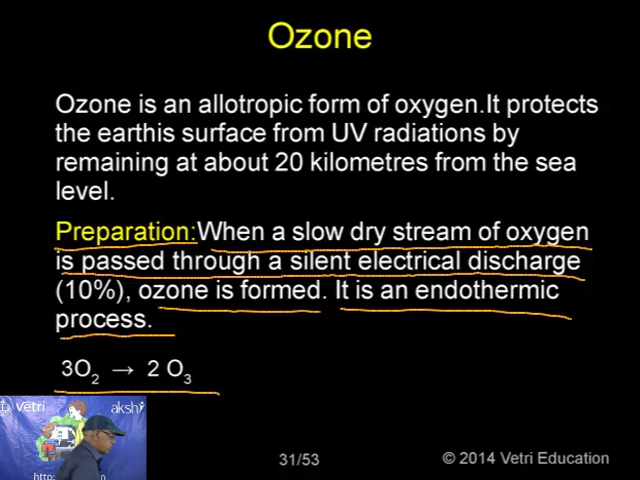 Ozone
Ozone is an allotropic form of oxygen.It protects
the earthis surface from UV radiations by
remaining at about 20 kilometres from the sea
level.
Preparation:When a slow dry stream of oxygen
is passed through a silent electrical discharge
(10%), ozone is formed. It is an endothermic
process.
3O₂ → 2 O₃
vetri akshi
http:
31/53 © 2014 Vetri Education